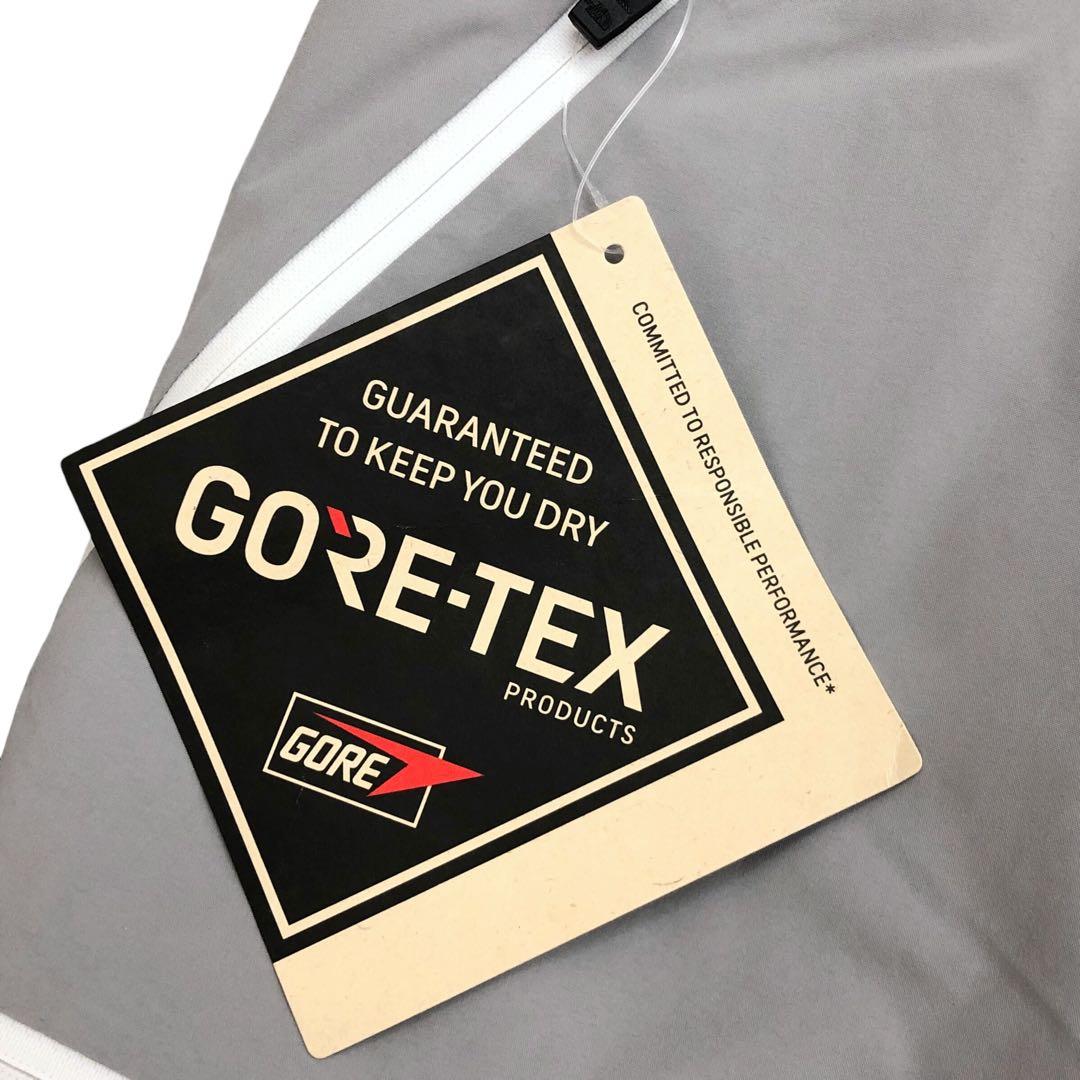 GUARANTEED
TO KEEP YOU DRY
GORE-TEX
PRODUCTS
GORE
COMMITTED TO RESPONSIBLE PERFORMANCE*